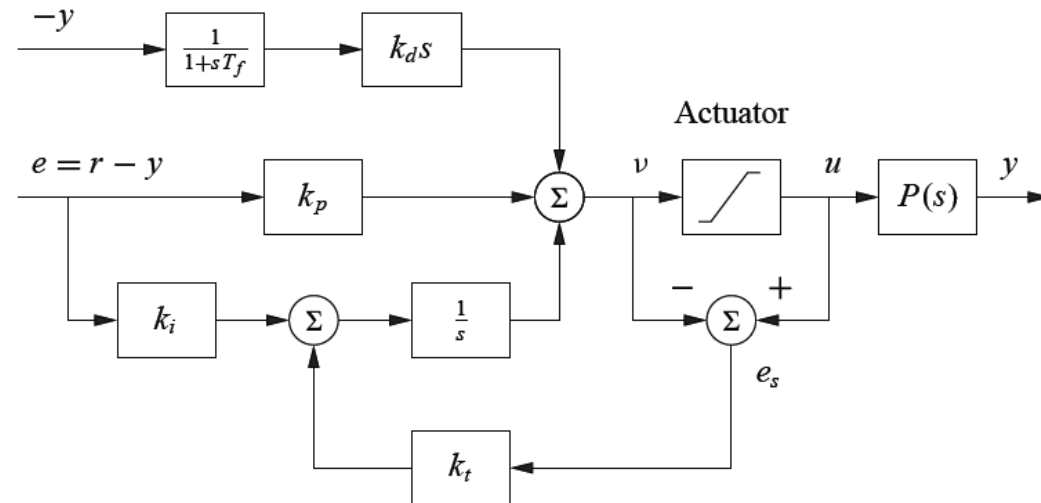 −y
1/(1+sT_f)
k_d s
Actuator
e = r − y
k_p
Σ
ν
u
P(s)
y
k_i
Σ
1/s
−
+
Σ
e_s
k_t